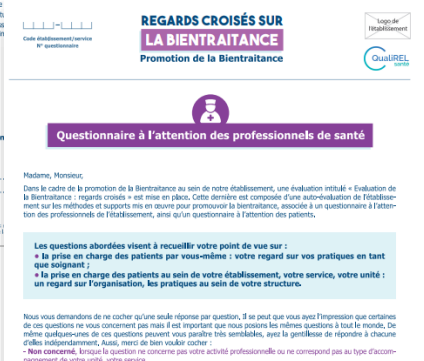 REGARDS CROISÉS SUR
LA BIENTRAITANCE
Promotion de la Bientraitance
Code établissement/service
N° questionnaire
Logo de
l'établissement
QualiREL
santé
Questionnaire à l'attention des professionnels de santé
Madame, Monsieur,
Dans le cadre de la promotion de la Bientraitance au sein de notre établissement, une évaluation intitulé « Evaluation de
la Bientraitance : regards croisés » est mise en place. Cette dernière est composée d'une auto-évaluation de l'établisse-
ment sur les méthodes et supports mis en œuvre pour promouvoir la bientraitance, associée à un questionnaire à l'atten-
tion des professionnels de l'établissement, ainsi qu'un questionnaire à l'attention des patients.
Les questions abordées visent à recueillir votre point de vue sur :
• la prise en charge des patients par vous-même : votre regard sur vos pratiques en tant
que soignant ;
• la prise en charge des patients au sein de votre établissement, votre service, votre unité :
un regard sur l'organisation, les pratiques au sein de votre structure.
Nous vous demandons de ne cocher qu'une seule réponse par question, Il se peut que vous ayez l'impression que certaines
de ces questions ne vous concernent pas mais il est important que nous posions les mêmes questions à tout le monde, De
même quelques-unes de ces questions peuvent vous paraître très semblables, ayez la gentillesse de répondre à chacune
d'elles indépendamment, Aussi, merci de bien vouloir cocher :
- Non concerné, lorsque la question ne concerne pas votre activité professionnelle ou ne correspond pas au type d'accom-
pagnement de votre unité, votre service